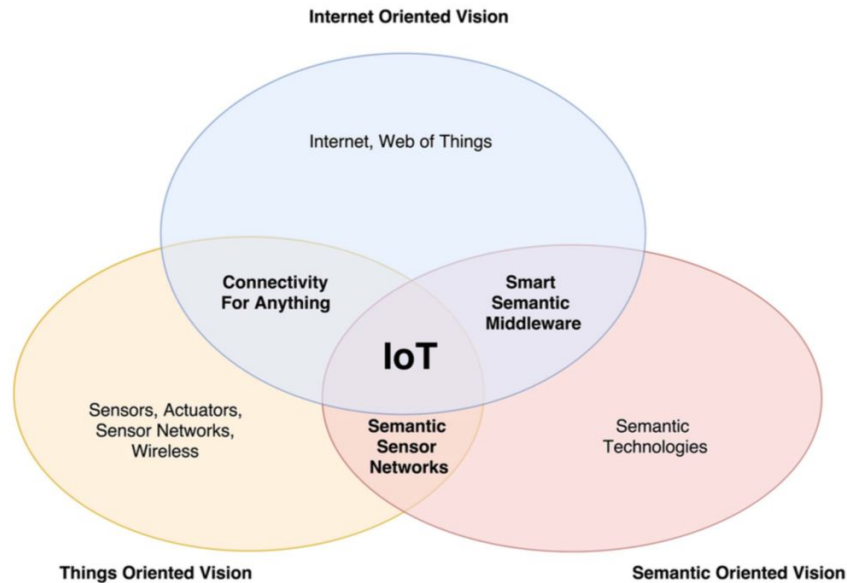 Internet Oriented Vision
Internet, Web of Things
Connectivity
For Anything
Smart
Semantic
Middleware
IoT
Sensors, Actuators,
Sensor Networks,
Wireless
Semantic
Sensor
Networks
Semantic
Technologies
Things Oriented Vision
Semantic Oriented Vision